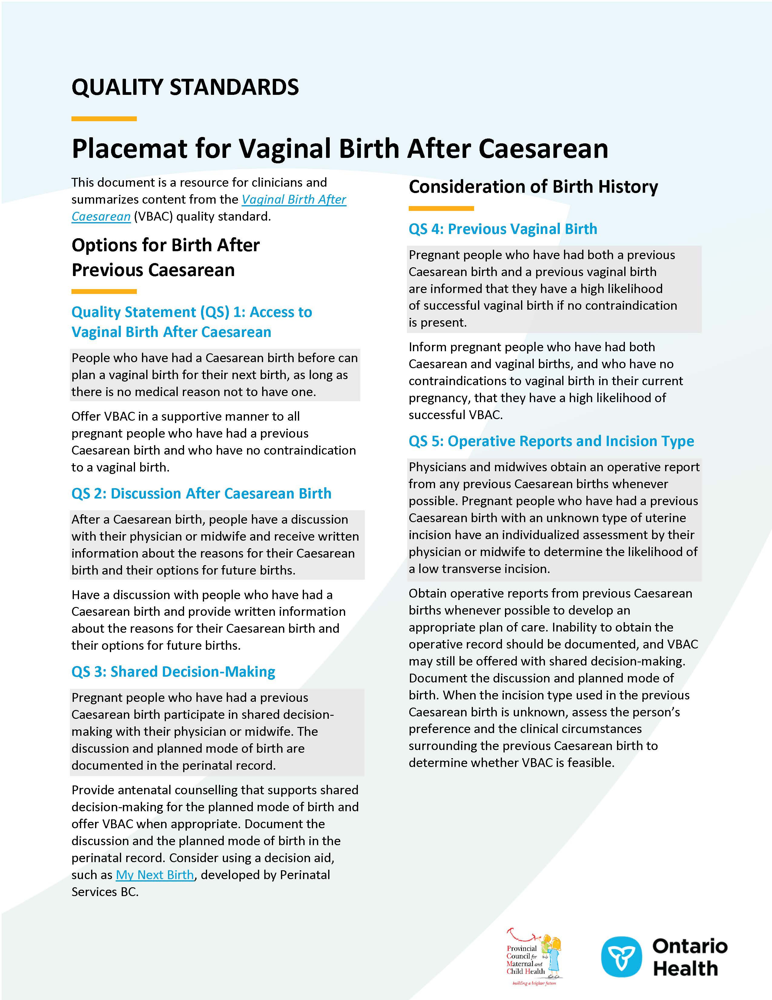 QUALITY STANDARDS
Placemat for Vaginal Birth After Caesarean
This document is a resource for clinicians and
summarizes content from the Vaginal Birth After
Caesarean (VBAC) quality standard.
Options for Birth After
Previous Caesarean
Quality Statement (QS) 1: Access to
Vaginal Birth After Caesarean
People who have had a Caesarean birth before can
plan a vaginal birth for their next birth, as long as
there is no medical reason not to have one.
Offer VBAC in a supportive manner to all
pregnant people who have had a previous
Caesarean birth and who have no contraindication
to a vaginal birth.
QS 2: Discussion After Caesarean Birth
After a Caesarean birth, people have a discussion
with their physician or midwife and receive written
information about the reasons for their Caesarean
birth and their options for future births.
Have a discussion with people who have had a
Caesarean birth and provide written information
about the reasons for their Caesarean birth and
their options for future births.
QS 3: Shared Decision-Making
Pregnant people who have had a previous
Caesarean birth participate in shared decision-
making with their physician or midwife. The
discussion and planned mode of birth are
documented in the perinatal record.
Provide antenatal counselling that supports shared
decision-making for the planned mode of birth and
offer VBAC when appropriate. Document the
discussion and the planned mode of birth in the
perinatal record. Consider using a decision aid,
such as My Next Birth, developed by Perinatal
Services BC.
Consideration of Birth History
QS 4: Previous Vaginal Birth
Pregnant people who have had both a previous
Caesarean birth and a previous vaginal birth
are informed that they have a high likelihood
of successful vaginal birth if no contraindication
is present.
Inform pregnant people who have had both
Caesarean and vaginal births, and who have no
contraindications to vaginal birth in their current
pregnancy, that they have a high likelihood of
successful VBAC.
QS 5: Operative Reports and Incision Type
Physicians and midwives obtain an operative report
from any previous Caesarean births whenever
possible. Pregnant people who have had a previous
Caesarean birth with an unknown type of uterine
incision have an individualized assessment by their
physician or midwife to determine the likelihood of
a low transverse incision.
Obtain operative reports from previous Caesarean
births whenever possible to develop an
appropriate plan of care. Inability to obtain the
operative record should be documented, and VBAC
may still be offered with shared decision-making.
Document the discussion and planned mode of
birth. When the incision type used in the previous
Caesarean birth is unknown, assess the person’s
preference and the clinical circumstances
surrounding the previous Caesarean birth to
determine whether VBAC is feasible.
Provincial
Council for
Maternal and
Child Health
building a brighter future
Ontario
Health